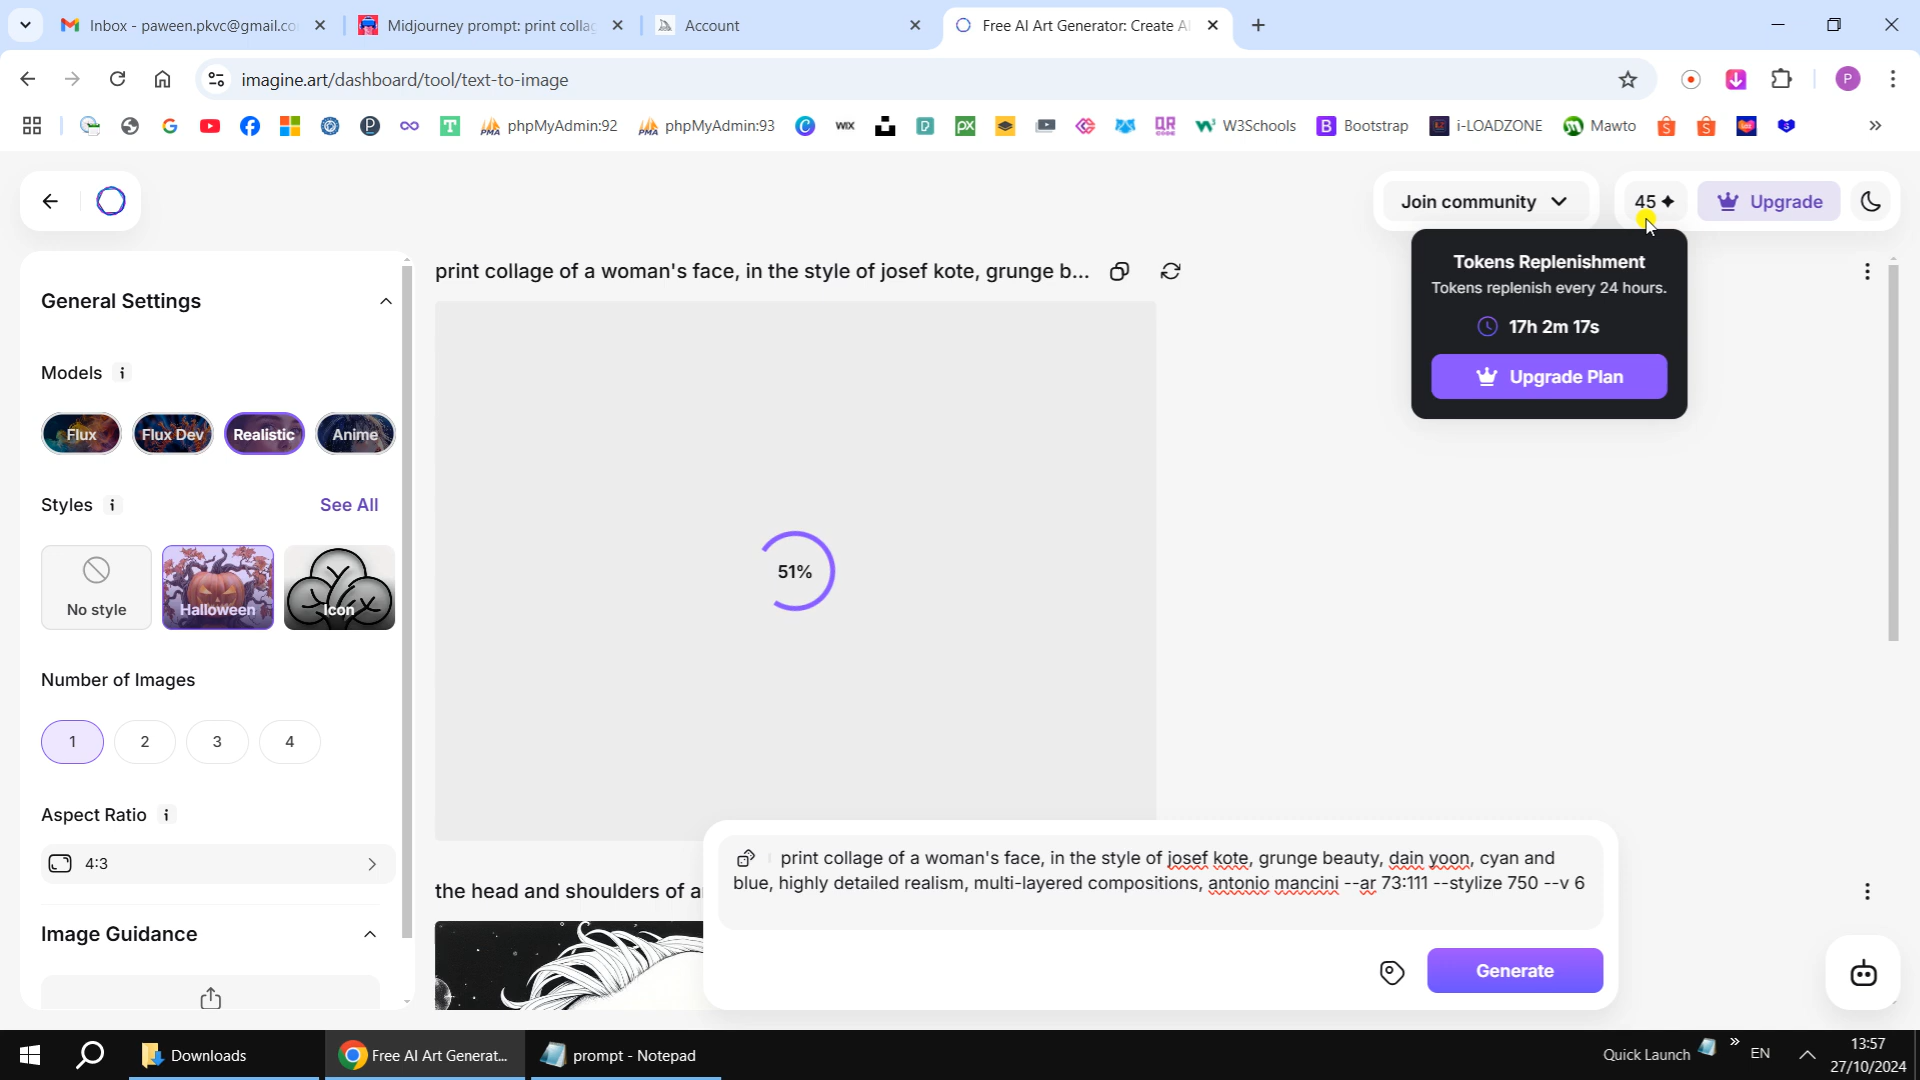 Inbox - paween.pkvc@gmail.co
Midjourney prompt: print colla
Account
Free AI Art Generator: Create A
imagine.art/dashboard/tool/text-to-image
P
phpMyAdmin:92
phpMyAdmin:93
WIX
W3Schools
Bootstrap
i-LOADZONE
Mawto
Join community
45
Upgrade
Tokens Replenishment
Tokens replenish every 24 hours.
17h 2m 17s
Upgrade Plan
General Settings
Models i
Flux
Flux Dev
Realistic
Anime
Styles i
See All
No style
Halloween
Icon
Number of Images
1
2
3
4
Aspect Ratio i
4:3
Image Guidance
print collage of a woman's face, in the style of josef kote, grunge b...
51%
the head and shoulders of a
print collage of a woman's face, in the style of josef kote, grunge beauty, dain yoon, cyan and
blue, highly detailed realism, multi-layered compositions, antonio mancini --ar 73:111 --stylize 750 --v 6
Generate
Downloads
Free AI Art Generat...
prompt - Notepad
Quick Launch
EN
13:57
27/10/2024